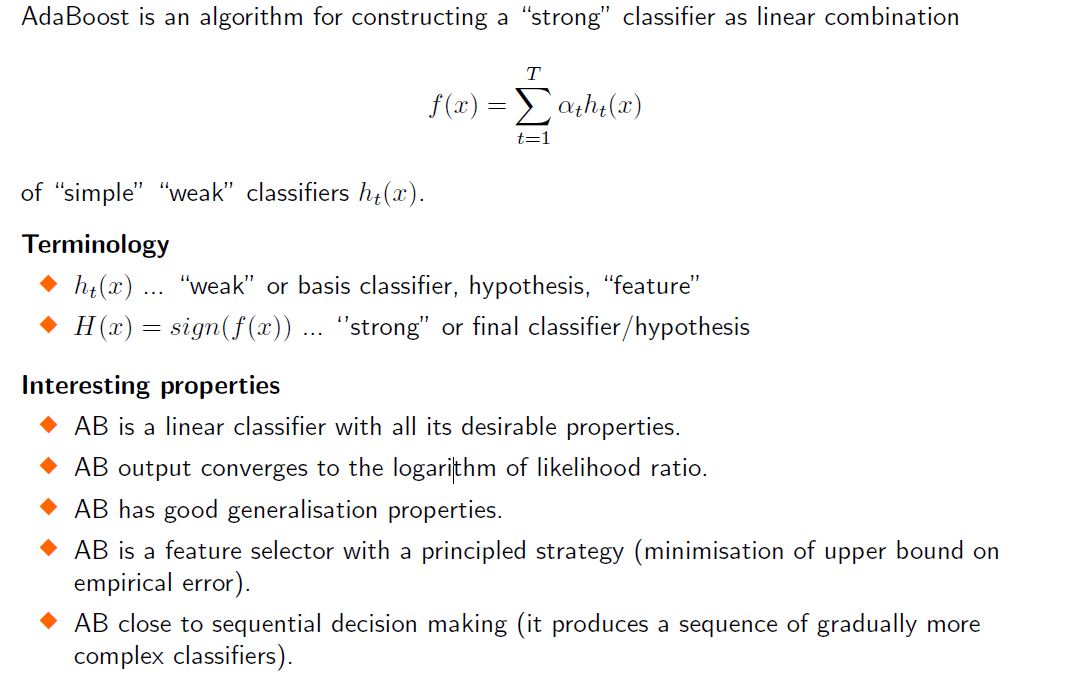 AdaBoost is an algorithm for constructing a “strong” classifier as linear combination
f(x) = ∑_{t=1}^{T} α_t h_t(x)
of “simple” “weak” classifiers h_t(x).
Terminology
◆ h_t(x) ... “weak” or basis classifier, hypothesis, “feature”
◆ H(x) = sign(f(x)) ... ‘’strong” or final classifier/hypothesis
Interesting properties
◆ AB is a linear classifier with all its desirable properties.
◆ AB output converges to the logarithm of likelihood ratio.
◆ AB has good generalisation properties.
◆ AB is a feature selector with a principled strategy (minimisation of upper bound on
empirical error).
◆ AB close to sequential decision making (it produces a sequence of gradually more
complex classifiers).